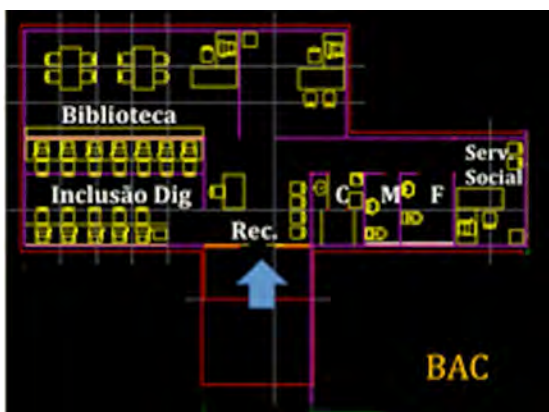 Biblioteca
Serv.
Social
Inclusão Dig
C
M
F
Rec.
BAC